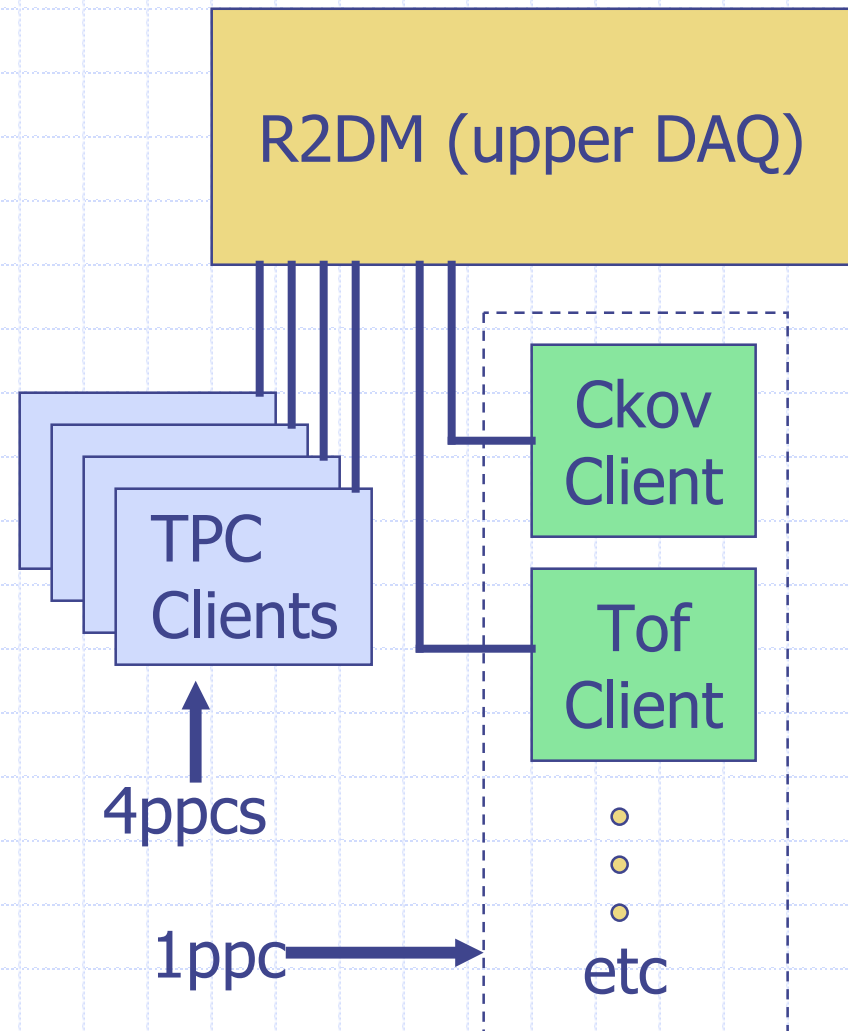 R2DM (upper DAQ)
Ckov
Client
TPC
Clients
Tof
Client
4ppcs
1ppc
etc